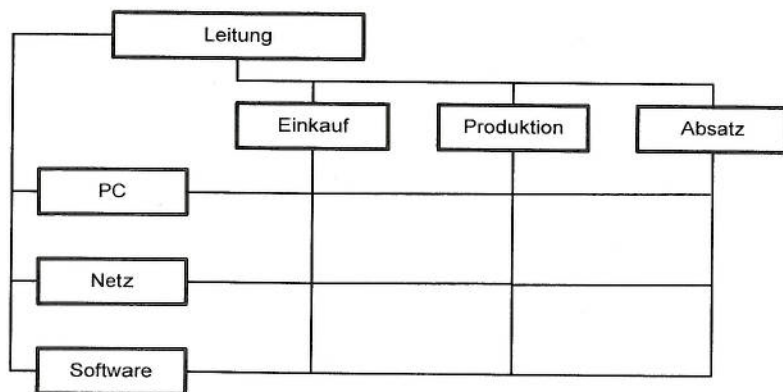 Leitung
Einkauf
Produktion
Absatz
PC
Netz
Software